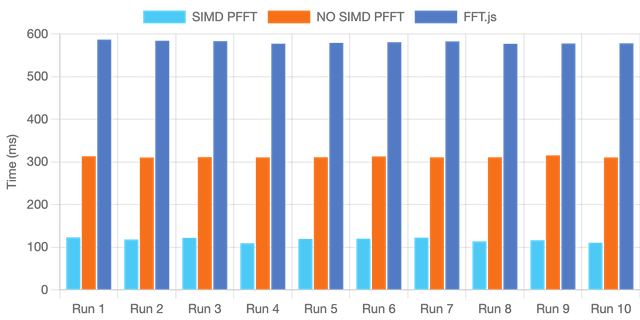 SIMD PFFT NO SIMD PFFT FFT.js
600
500
400
300
200
100
0
Time (ms)
Run 1 Run 2 Run 3 Run 4 Run 5 Run 6 Run 7 Run 8 Run 9 Run 10